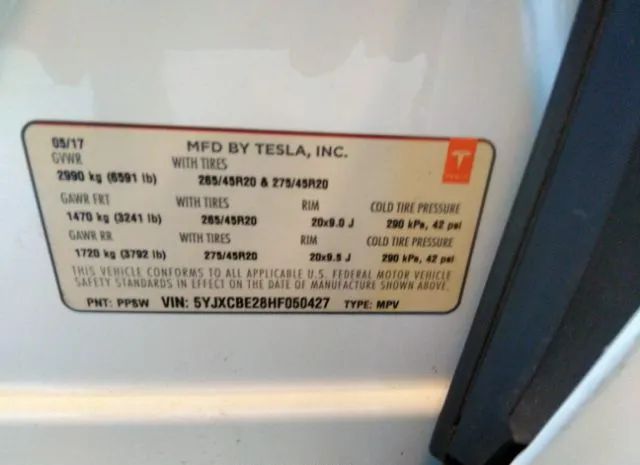 05/17 MFD BY TESLA, INC.
GVWR WITH TIRES
2990 kg (6591 lb) 265/45R20 & 275/45R20
GAWR FRT WITH TIRES RIM COLD TIRE PRESSURE
1470 kg (3241 lb) 265/45R20 20x9.0 J 290 kPa, 42 psi
GAWR RR WITH TIRES RIM COLD TIRE PRESSURE
1720 kg (3792 lb) 275/45R20 20x9.5 J 290 kPa, 42 psi
THIS VEHICLE CONFORMS TO ALL APPLICABLE U.S. FEDERAL MOTOR VEHICLE
SAFETY STANDARDS IN EFFECT ON THE DATE OF MANUFACTURE SHOWN ABOVE.
PNT: PPSW VIN: 5YJXCBE28HF050427 TYPE: MPV